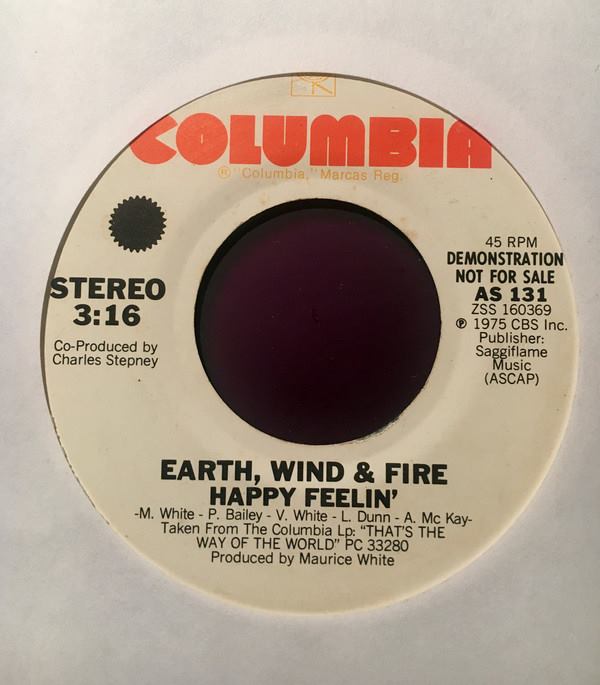 COLUMBIA
® "Columbia," Marcas Reg.
STEREO
3:16
Co-Produced by
Charles Stepney
45 RPM
DEMONSTRATION
NOT FOR SALE
AS 131
ZSS 160369
℗ 1975 CBS Inc.
Publisher:
Saggiflame
Music
(ASCAP)
EARTH, WIND & FIRE
HAPPY FEELIN'
-M. White - P. Bailey - V. White - L. Dunn - A. Mc Kay-
Taken From The Columbia Lp: "THAT'S THE
WAY OF THE WORLD" PC 33280
Produced by Maurice White